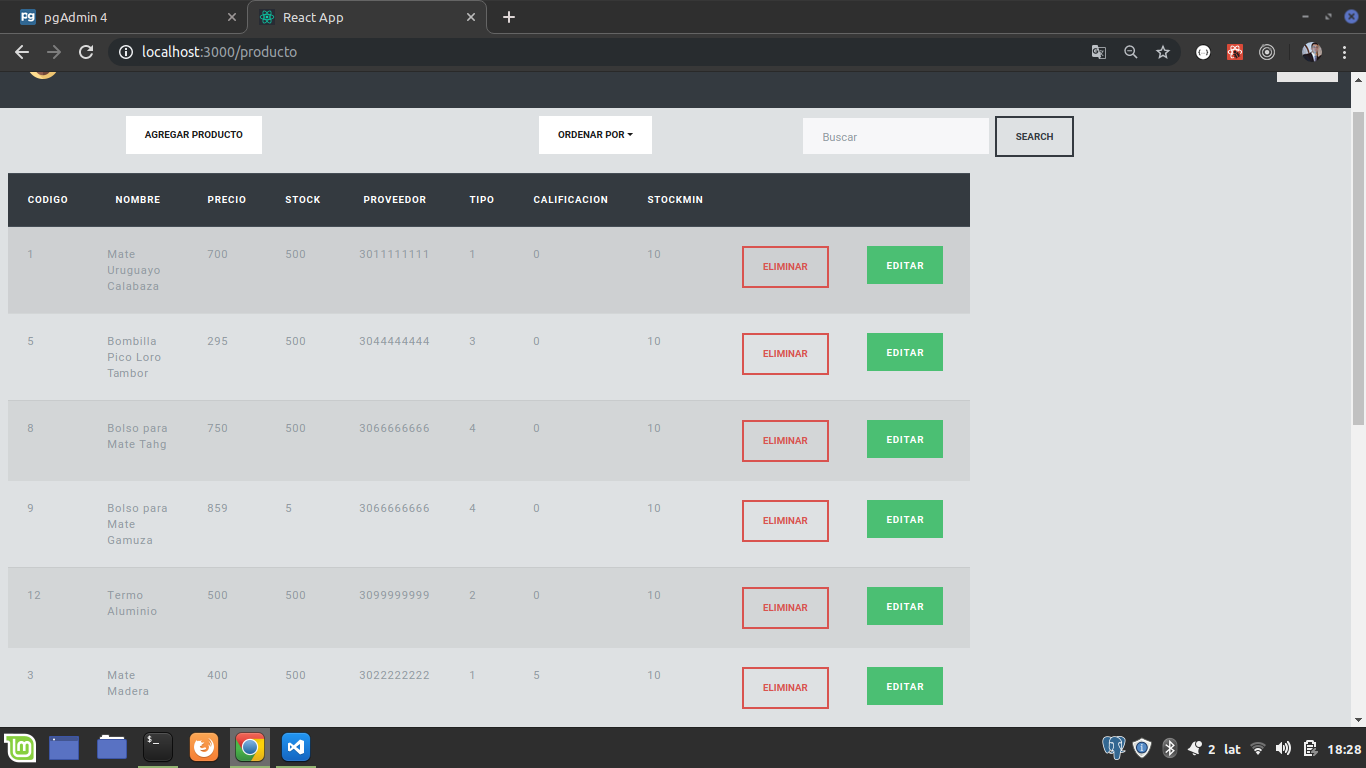 pgAdmin 4
React App
localhost:3000/producto
AGREGAR PRODUCTO
ORDENAR POR
Buscar
SEARCH
CODIGO NOMBRE PRECIO STOCK PROVEEDOR TIPO CALIFICACION STOCKMIN
1 Mate 700 500 3011111111 1 0 10 ELIMINAR EDITAR
Uruguayo
Calabaza
5 Bombilla 295 500 3044444444 3 0 10 ELIMINAR EDITAR
Pico Loro
Tambor
8 Bolso para 750 500 3066666666 4 0 10 ELIMINAR EDITAR
Mate Tahg
9 Bolso para 859 5 3066666666 4 0 10 ELIMINAR EDITAR
Mate
Gamuza
12 Termo 500 500 3099999999 2 0 10 ELIMINAR EDITAR
Aluminio
3 Mate 400 500 3022222222 1 5 10 ELIMINAR EDITAR
Madera
2 lat 18:28